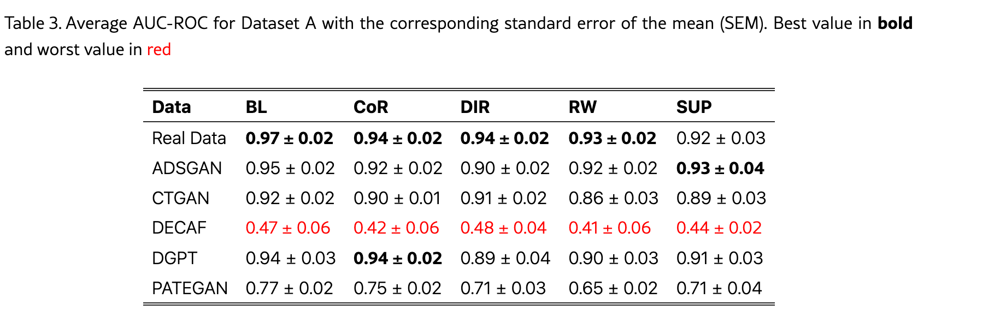 Table 3. Average AUC-ROC for Dataset A with the corresponding standard error of the mean (SEM). Best value in bold
and worst value in red
Data BL CoR DIR RW SUP
Real Data 0.97 ± 0.02 0.94 ± 0.02 0.94 ± 0.02 0.93 ± 0.02 0.92 ± 0.03
ADSGAN 0.95 ± 0.02 0.92 ± 0.02 0.90 ± 0.02 0.92 ± 0.02 0.93 ± 0.04
CTGAN 0.92 ± 0.02 0.90 ± 0.01 0.91 ± 0.02 0.86 ± 0.03 0.89 ± 0.03
DECAF 0.47 ± 0.06 0.42 ± 0.06 0.48 ± 0.04 0.41 ± 0.06 0.44 ± 0.02
DGPT 0.94 ± 0.03 0.94 ± 0.02 0.89 ± 0.04 0.90 ± 0.03 0.91 ± 0.03
PATEGAN 0.77 ± 0.02 0.75 ± 0.02 0.71 ± 0.03 0.65 ± 0.02 0.71 ± 0.04